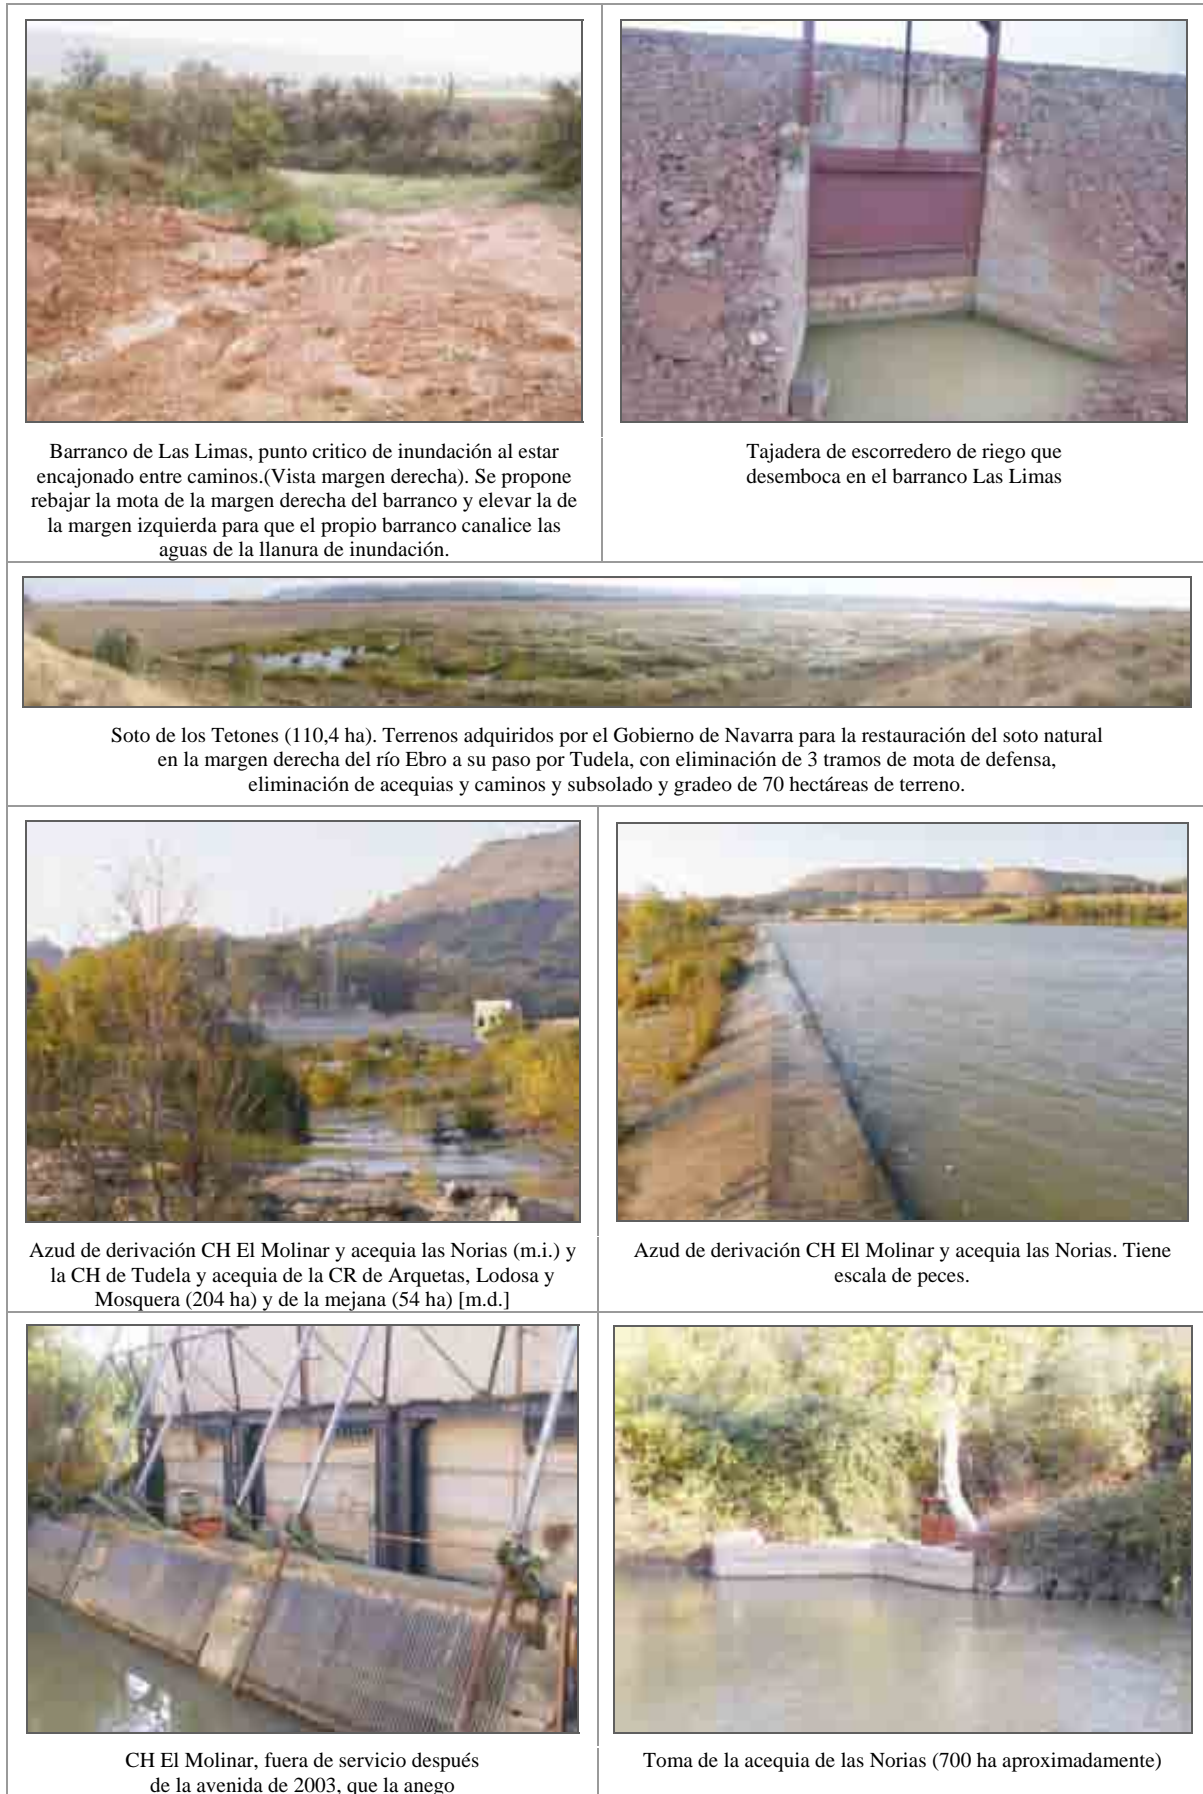 Barranco de Las Limas, punto critico de inundación al estar
encajonado entre caminos.(Vista margen derecha). Se propone
rebajar la mota de la margen derecha del barranco y elevar la de
la margen izquierda para que el propio barranco canalice las
aguas de la llanura de inundación.
Tajadera de escorredero de riego que
desemboca en el barranco Las Limas
Soto de los Tetones (110,4 ha). Terrenos adquiridos por el Gobierno de Navarra para la restauración del soto natural
en la margen derecha del río Ebro a su paso por Tudela, con eliminación de 3 tramos de mota de defensa,
eliminación de acequias y caminos y subsolado y gradeo de 70 hectáreas de terreno.
Azud de derivación CH El Molinar y acequia las Norias (m.i.) y
la CH de Tudela y acequia de la CR de Arquetas, Lodosa y
Mosquera (204 ha) y de la mejana (54 ha) [m.d.]
Azud de derivación CH El Molinar y acequia las Norias. Tiene
escala de peces.
CH El Molinar, fuera de servicio después
de la avenida de 2003, que la anego
Toma de la acequia de las Norias (700 ha aproximadamente)